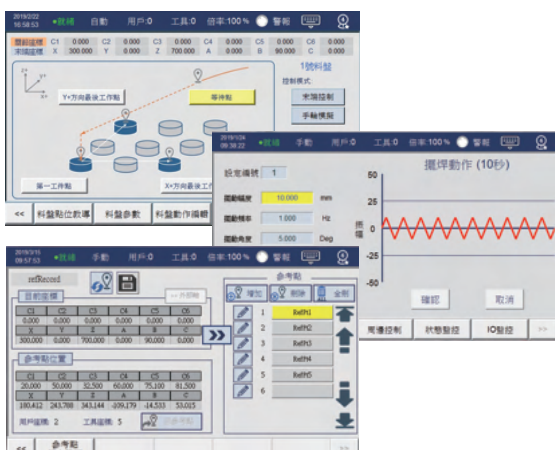 2019/2/22
16:58:53
●就緒 自動 用戶:0 工具:0 倍率:100 % 警報
關節座標 C1 0.000 C2 0.000 C3 0.000 C4 0.000 C5 0.000 C6 0.000
末端座標 X 300.000 Y 0.000 Z 700.000 A 0.000 B 90.000 C 0.000
1號料盤
控制模式:
末端控制
手輪模擬
Z+
Y+
X+
Y+方向最後工作點
等待點
第一工作點
X+方向最後工作
<< 料盤點位教導 料盤參數 料盤動作編輯
2019/1/24
09:38:22
●就緒 手動 用戶:0 工具:0 倍率:100 % 警報
設定編號 1
擺動幅度 10.000 mm
擺動頻率 1.000 Hz
擺動角度 5.000 Deg
擺焊動作 (10秒)
振幅
50
25
0
-25
-50
確認 取消
周邊控制 狀態監控 IO監控 >>
2019/3/15
09:57:53
●就緒 手動 用戶:0 工具:0 倍率:100 % 警報
refRecord
目前座標
C1 C2 C3 C4 C5 C6
0.000 0.000 0.000 0.000 0.000 0.000
X Y Z A B C
300.000 0.000 700.000 0.000 90.000 0.000
參考點位置
C1 C2 C3 C4 C5 C6
20.000 50.000 32.500 60.000 75.100 81.500
X Y Z A B C
180.412 243.788 343.144 -109.179 -14.533 53.015
用戶座標: 2 工具座標: 5
>>
參考點
增加 刪除 全刪
1 RefPt1
2 RefPt2
3 RefPt3
4 RefPt4
5 RefPt5
6
<< 參考點 >>